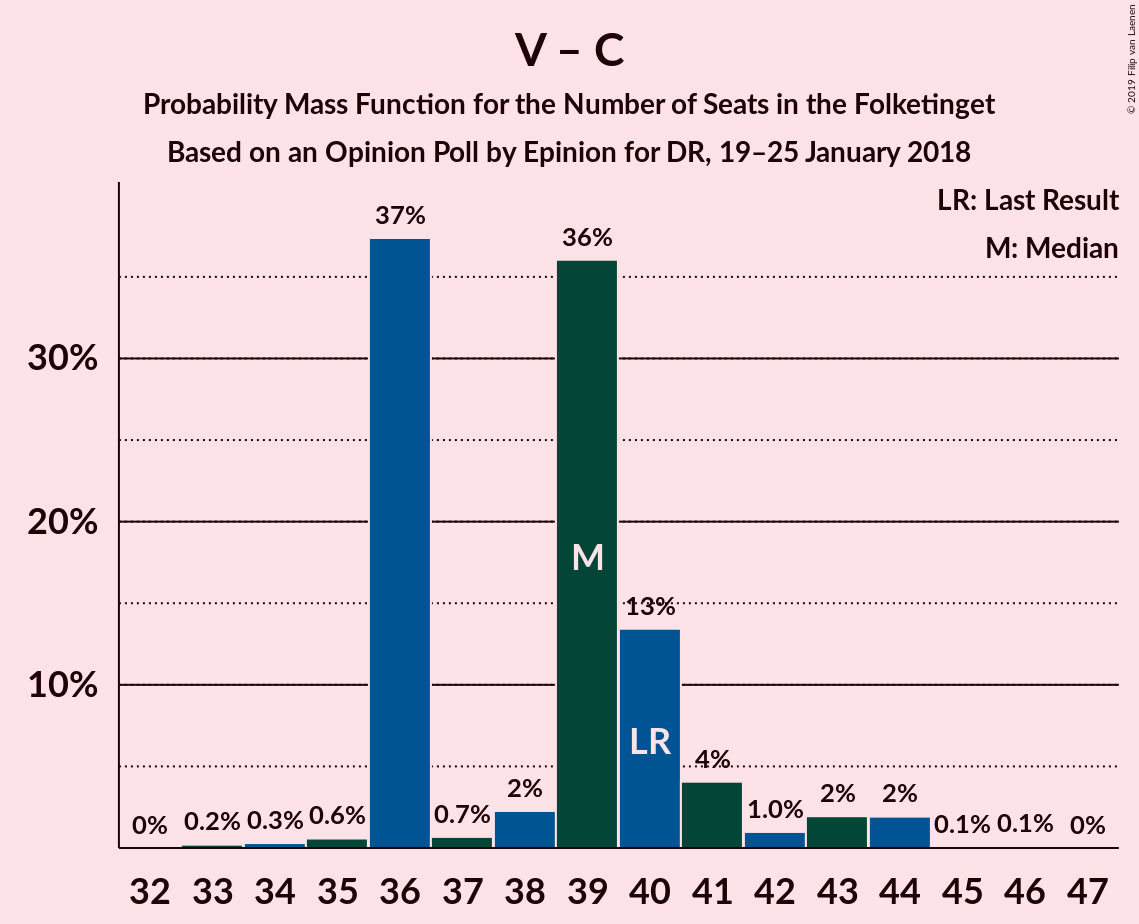 V – C
Probability Mass Function for the Number of Seats in the Folketinget
Based on an Opinion Poll by Epinion for DR, 19–25 January 2018
© 2019 Filip van Laenen
LR: Last Result
M: Median
37%
36%
30%
M
20%
13%
LR
10%
4%
0% 0.2% 0.3% 0.6% 0.7% 2% 1.0% 2% 2% 0.1% 0.1% 0%
32 33 34 35 36 37 38 39 40 41 42 43 44 45 46 47